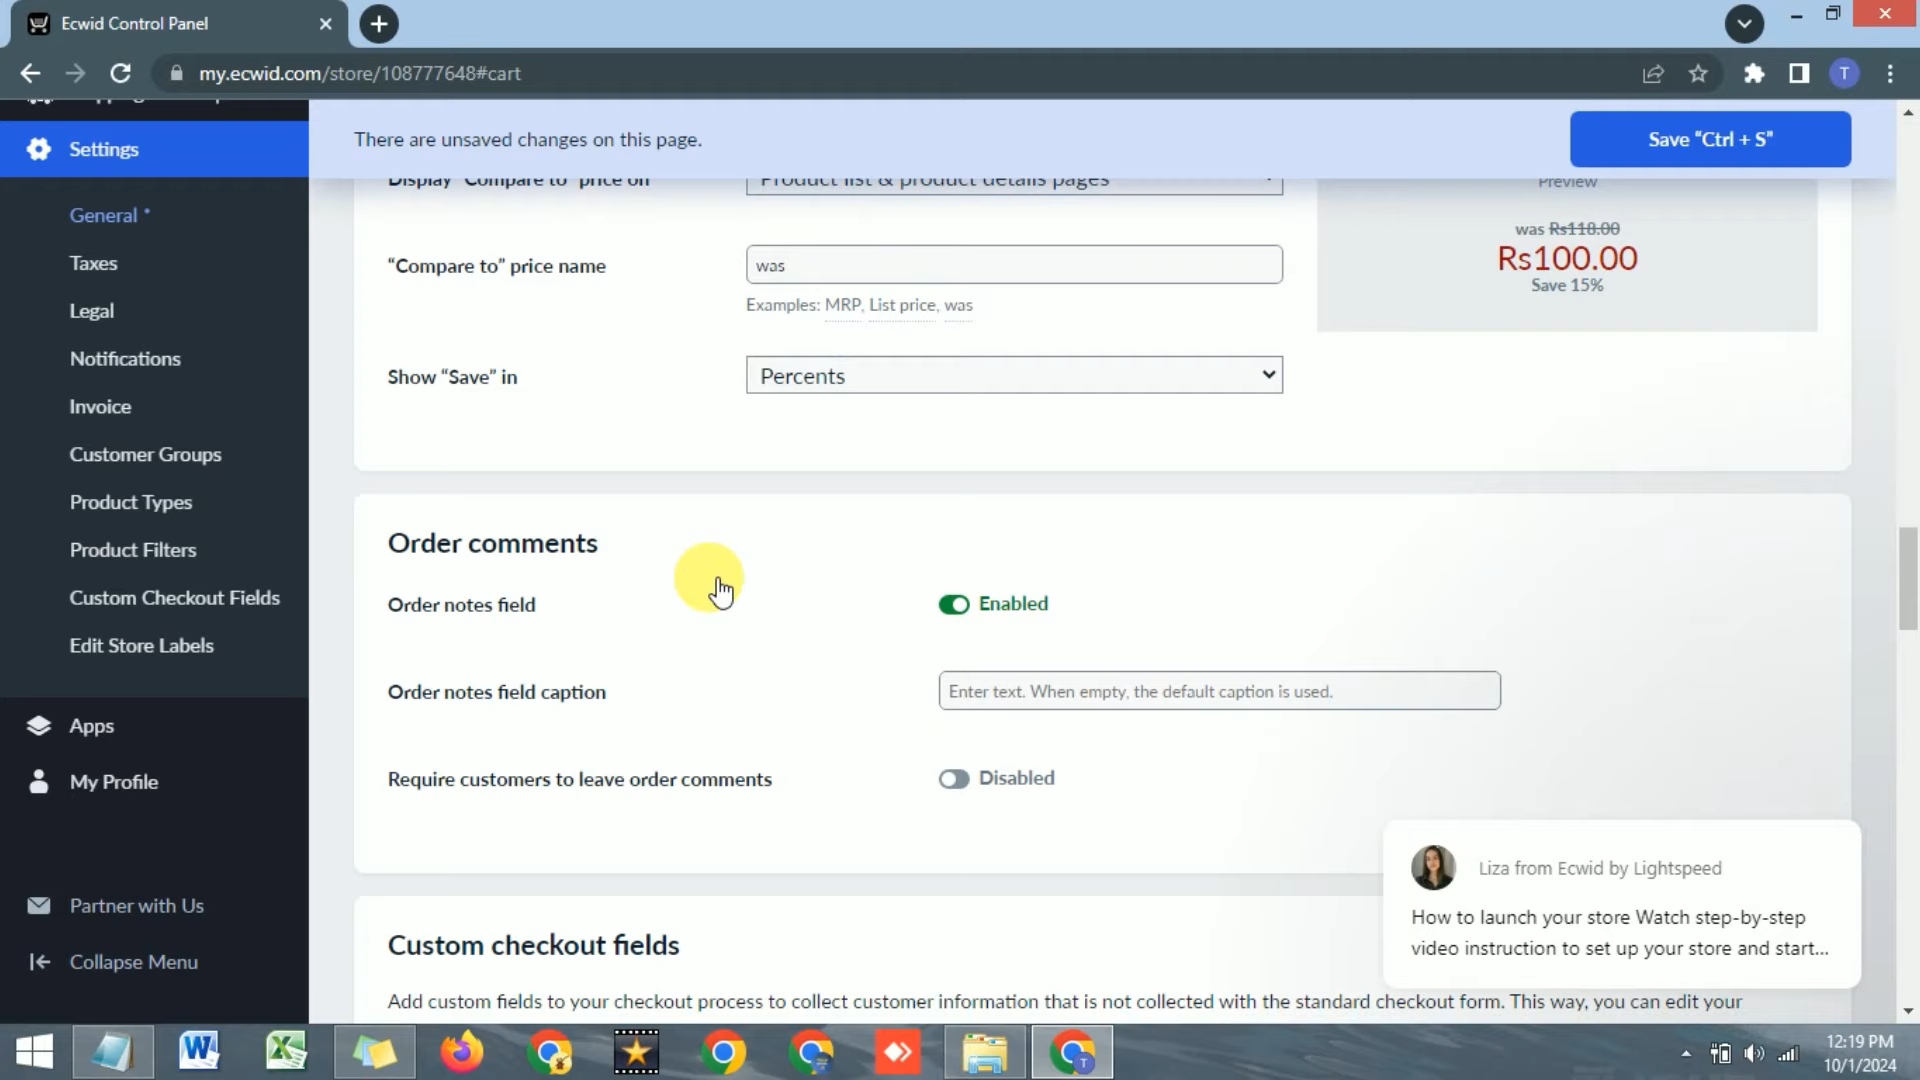 Ecwid Control Panel
my.ecwid.com/store/108777648#cart
T
There are unsaved changes on this page.
Save “Ctrl + S”
Settings
General *
Taxes
Legal
Notifications
Invoice
Customer Groups
Product Types
Product Filters
Custom Checkout Fields
Edit Store Labels
Apps
My Profile
Partner with Us
Collapse Menu
Display “Compare to” price on
Product list & product details pages
Preview
was Rs118.00
Rs100.00
Save 15%
“Compare to” price name
was
Examples: MRP, List price, was
Show “Save” in
Percents
Order comments
Order notes field
Enabled
Order notes field caption
Enter text. When empty, the default caption is used.
Require customers to leave order comments
Disabled
Liza from Ecwid by Lightspeed
How to launch your store Watch step-by-step
video instruction to set up your store and start...
Custom checkout fields
Add custom fields to your checkout process to collect customer information that is not collected with the standard checkout form. This way, you can edit your
12:19 PM
10/1/2024